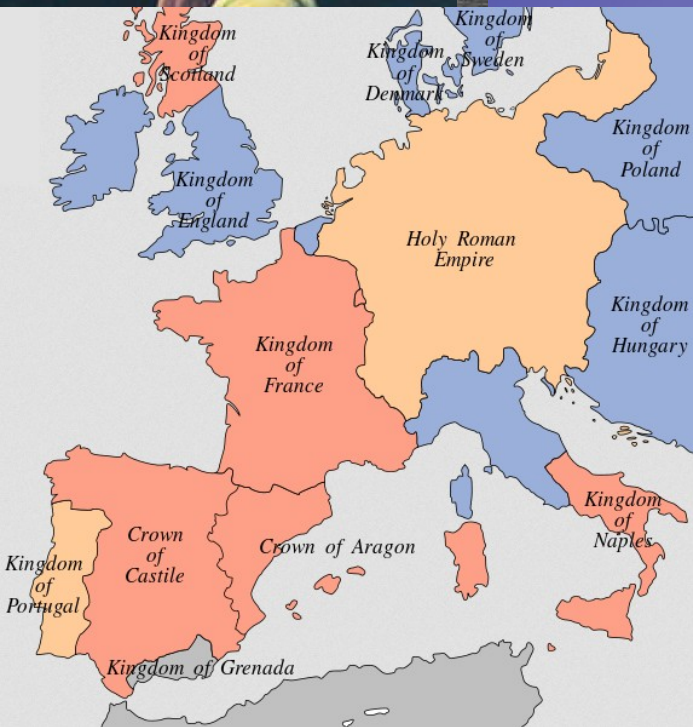 Kingdom
of
Scotland
Kingdom
of
Sweden
Kingdom
of
Denmark
Kingdom
of
Poland
Kingdom
of
England
Holy Roman
Empire
Kingdom
of
Hungary
Kingdom
of
France
Kingdom
of
Naples
Crown
of
Castile
Crown of Aragon
Kingdom
of
Portugal
Kingdom of Grenada